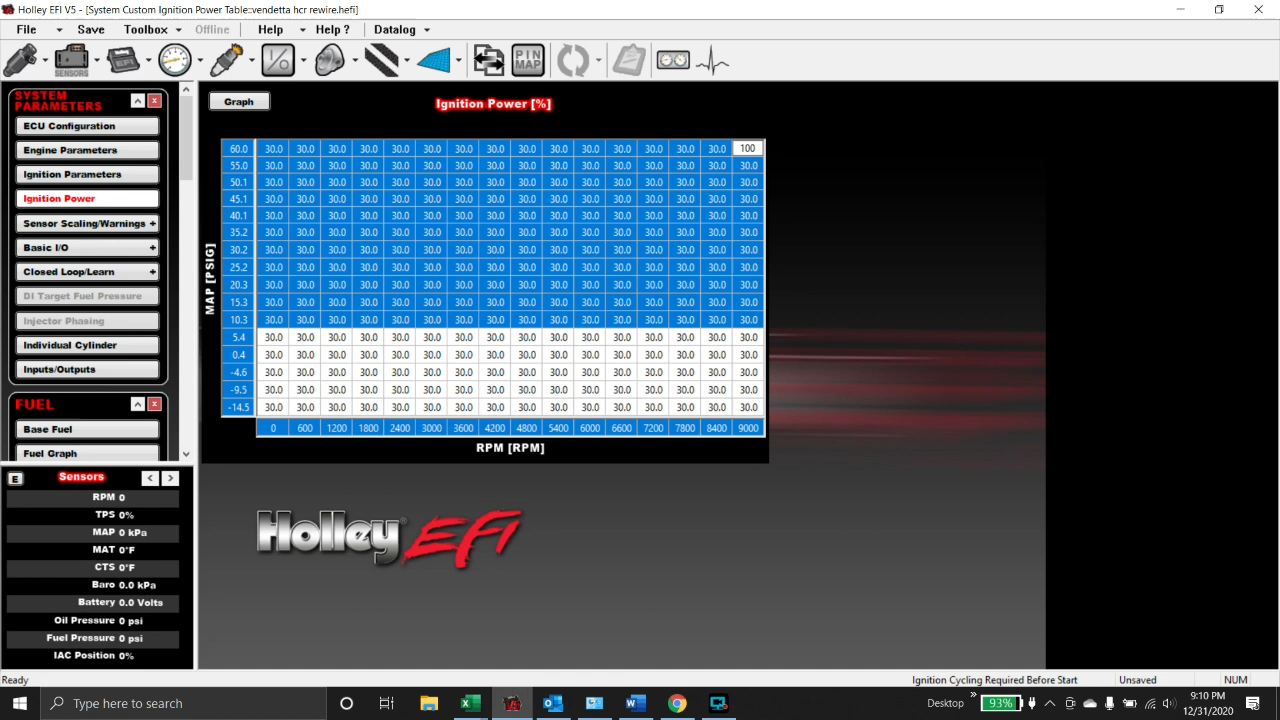 Holley EFI V5 - [System Custom Ignition Power Table::vendetta hcr rewire.hefi]
File Save Toolbox Offline Help Help ? Datalog
SENSORS EFI I/O PIN MAP
SYSTEM PARAMETERS
ECU Configuration
Engine Parameters
Ignition Parameters
Ignition Power
Sensor Scaling/Warnings +
Basic I/O +
Closed Loop/Learn +
DI Target Fuel Pressure
Injector Phasing
Individual Cylinder
Inputs/Outputs
FUEL
Base Fuel
Fuel Graph
E Sensors < >
RPM 0
TPS 0%
MAP 0 kPa
MAT 0°F
CTS 0°F
Baro 0.0 kPa
Battery 0.0 Volts
Oil Pressure 0 psi
Fuel Pressure 0 psi
IAC Position 0%
Graph Ignition Power [%]
MAP [PSIG]
60.0 30.0 30.0 30.0 30.0 30.0 30.0 30.0 30.0 30.0 30.0 30.0 30.0 30.0 30.0 30.0 100
55.0 30.0 30.0 30.0 30.0 30.0 30.0 30.0 30.0 30.0 30.0 30.0 30.0 30.0 30.0 30.0 30.0
50.1 30.0 30.0 30.0 30.0 30.0 30.0 30.0 30.0 30.0 30.0 30.0 30.0 30.0 30.0 30.0 30.0
45.1 30.0 30.0 30.0 30.0 30.0 30.0 30.0 30.0 30.0 30.0 30.0 30.0 30.0 30.0 30.0 30.0
40.1 30.0 30.0 30.0 30.0 30.0 30.0 30.0 30.0 30.0 30.0 30.0 30.0 30.0 30.0 30.0 30.0
35.2 30.0 30.0 30.0 30.0 30.0 30.0 30.0 30.0 30.0 30.0 30.0 30.0 30.0 30.0 30.0 30.0
30.2 30.0 30.0 30.0 30.0 30.0 30.0 30.0 30.0 30.0 30.0 30.0 30.0 30.0 30.0 30.0 30.0
25.2 30.0 30.0 30.0 30.0 30.0 30.0 30.0 30.0 30.0 30.0 30.0 30.0 30.0 30.0 30.0 30.0
20.3 30.0 30.0 30.0 30.0 30.0 30.0 30.0 30.0 30.0 30.0 30.0 30.0 30.0 30.0 30.0 30.0
15.3 30.0 30.0 30.0 30.0 30.0 30.0 30.0 30.0 30.0 30.0 30.0 30.0 30.0 30.0 30.0 30.0
10.3 30.0 30.0 30.0 30.0 30.0 30.0 30.0 30.0 30.0 30.0 30.0 30.0 30.0 30.0 30.0 30.0
5.4 30.0 30.0 30.0 30.0 30.0 30.0 30.0 30.0 30.0 30.0 30.0 30.0 30.0 30.0 30.0 30.0
0.4 30.0 30.0 30.0 30.0 30.0 30.0 30.0 30.0 30.0 30.0 30.0 30.0 30.0 30.0 30.0 30.0
-4.6 30.0 30.0 30.0 30.0 30.0 30.0 30.0 30.0 30.0 30.0 30.0 30.0 30.0 30.0 30.0 30.0
-9.5 30.0 30.0 30.0 30.0 30.0 30.0 30.0 30.0 30.0 30.0 30.0 30.0 30.0 30.0 30.0 30.0
-14.5 30.0 30.0 30.0 30.0 30.0 30.0 30.0 30.0 30.0 30.0 30.0 30.0 30.0 30.0 30.0 30.0
0 600 1200 1800 2400 3000 3600 4200 4800 5400 6000 6600 7200 7800 8400 9000
RPM [RPM]
Holley® EFI
Ready Ignition Cycling Required Before Start Unsaved NUM
Type here to search Desktop » 93% 9:10 PM
12/31/2020